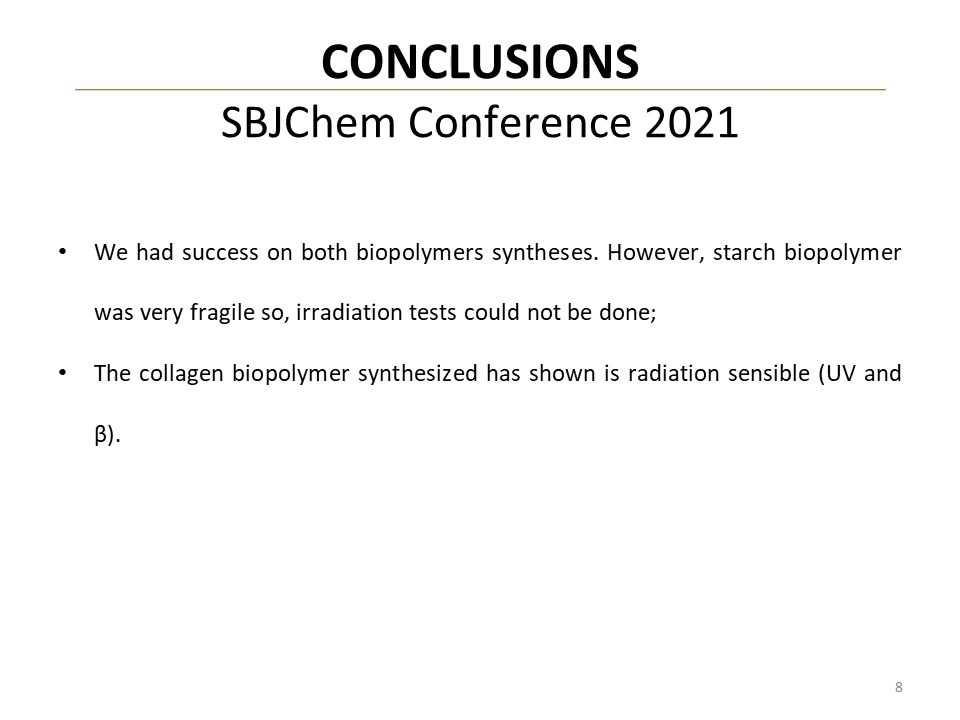 CONCLUSIONS
SBJChem Conference 2021
• We had success on both biopolymers syntheses. However, starch biopolymer
was very fragile so, irradiation tests could not be done;
• The collagen biopolymer synthesized has shown is radiation sensible (UV and
β).
8